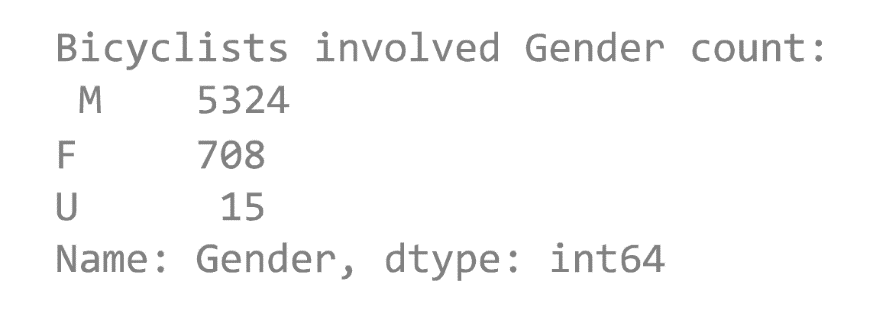 Bicyclists involved Gender count:
 M    5324
F     708
U      15
Name: Gender, dtype: int64